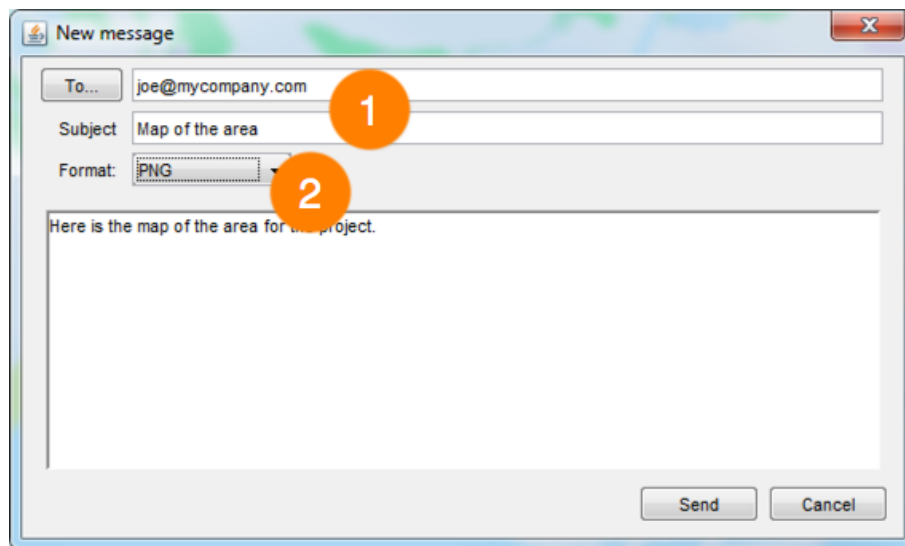 New message
To... joe@mycompany.com
1
Subject Map of the area
Format: PNG
2
Here is the map of the area for project.
Send Cancel